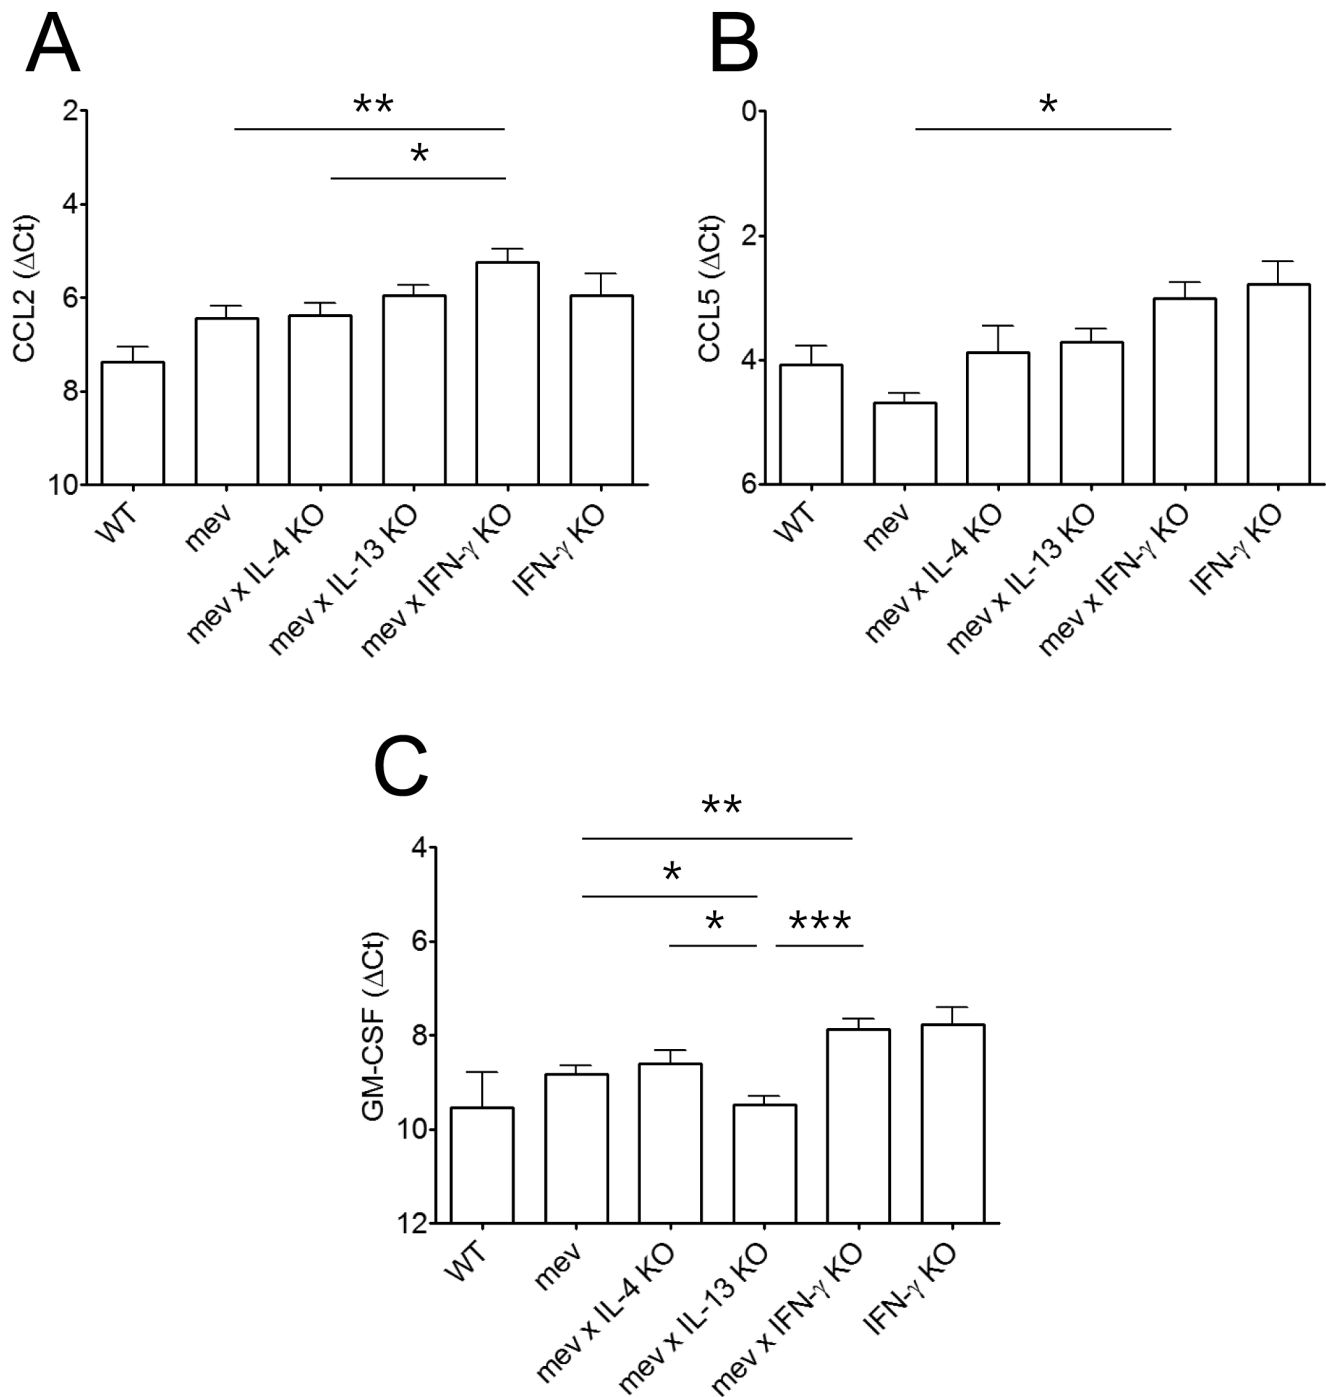 A
2
4
6
8
10
CCL2 (ΔCt)
**
*
WT
mev
mev x IL-4 KO
mev x IL-13 KO
mev x IFN-γ KO
IFN-γ KO
B
0
2
4
6
CCL5 (ΔCt)
*
WT
mev
mev x IL-4 KO
mev x IL-13 KO
mev x IFN-γ KO
IFN-γ KO
C
4
6
8
10
12
GM-CSF (ΔCt)
**
*
* ***
WT
mev
mev x IL-4 KO
mev x IL-13 KO
mev x IFN-γ KO
IFN-γ KO